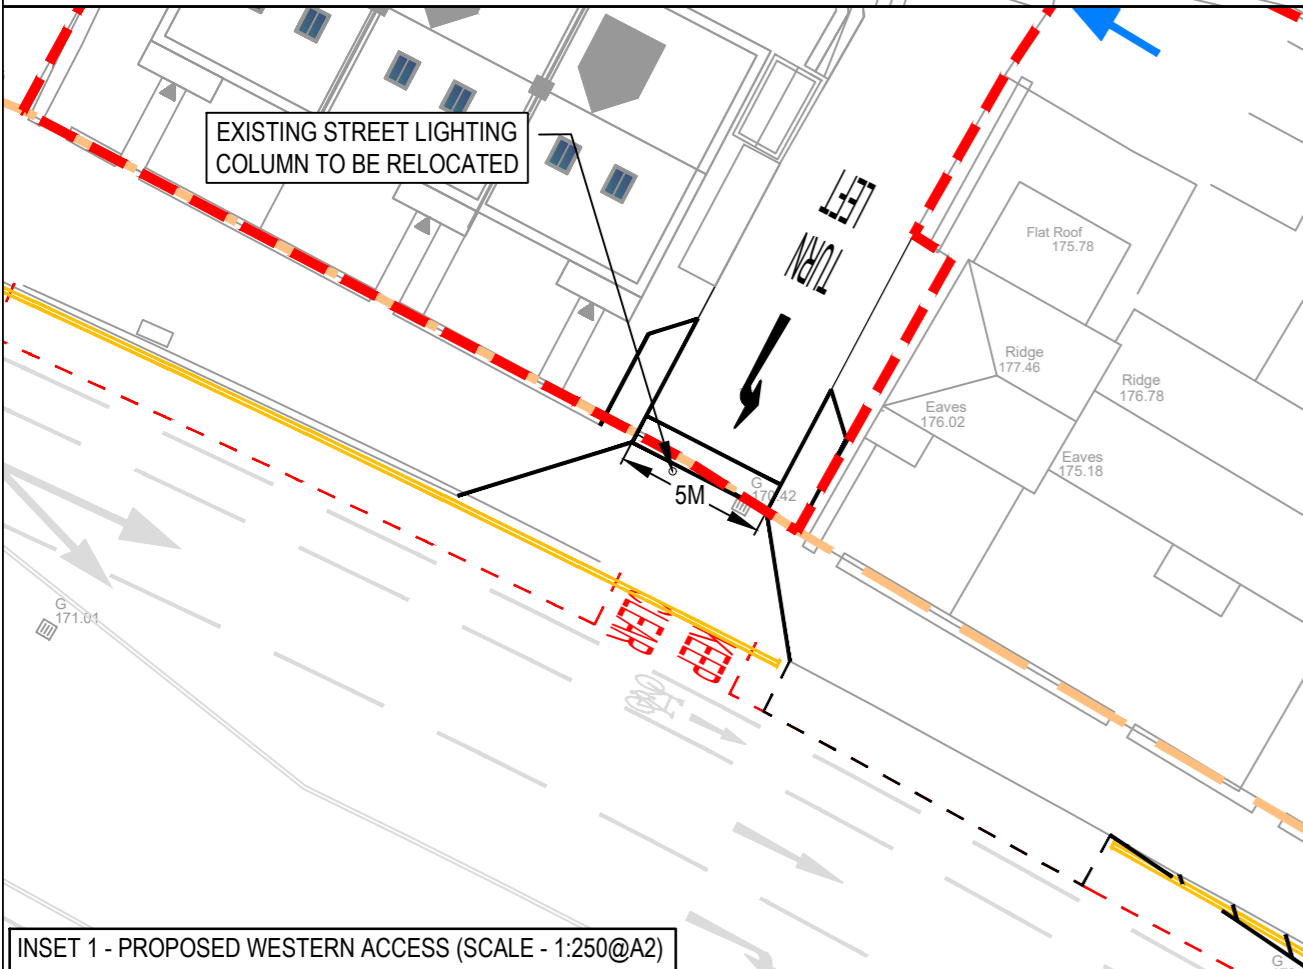 EXISTING STREET LIGHTING
COLUMN TO BE RELOCATED
LEFT
TURN
Flat Roof
175.78
Ridge
177.46
Ridge
176.78
Eaves
176.02
Eaves
175.18
G
170.42
5M
G
171.01
KEEP
CLEAR
G
INSET 1 - PROPOSED WESTERN ACCESS (SCALE - 1:250@A2)